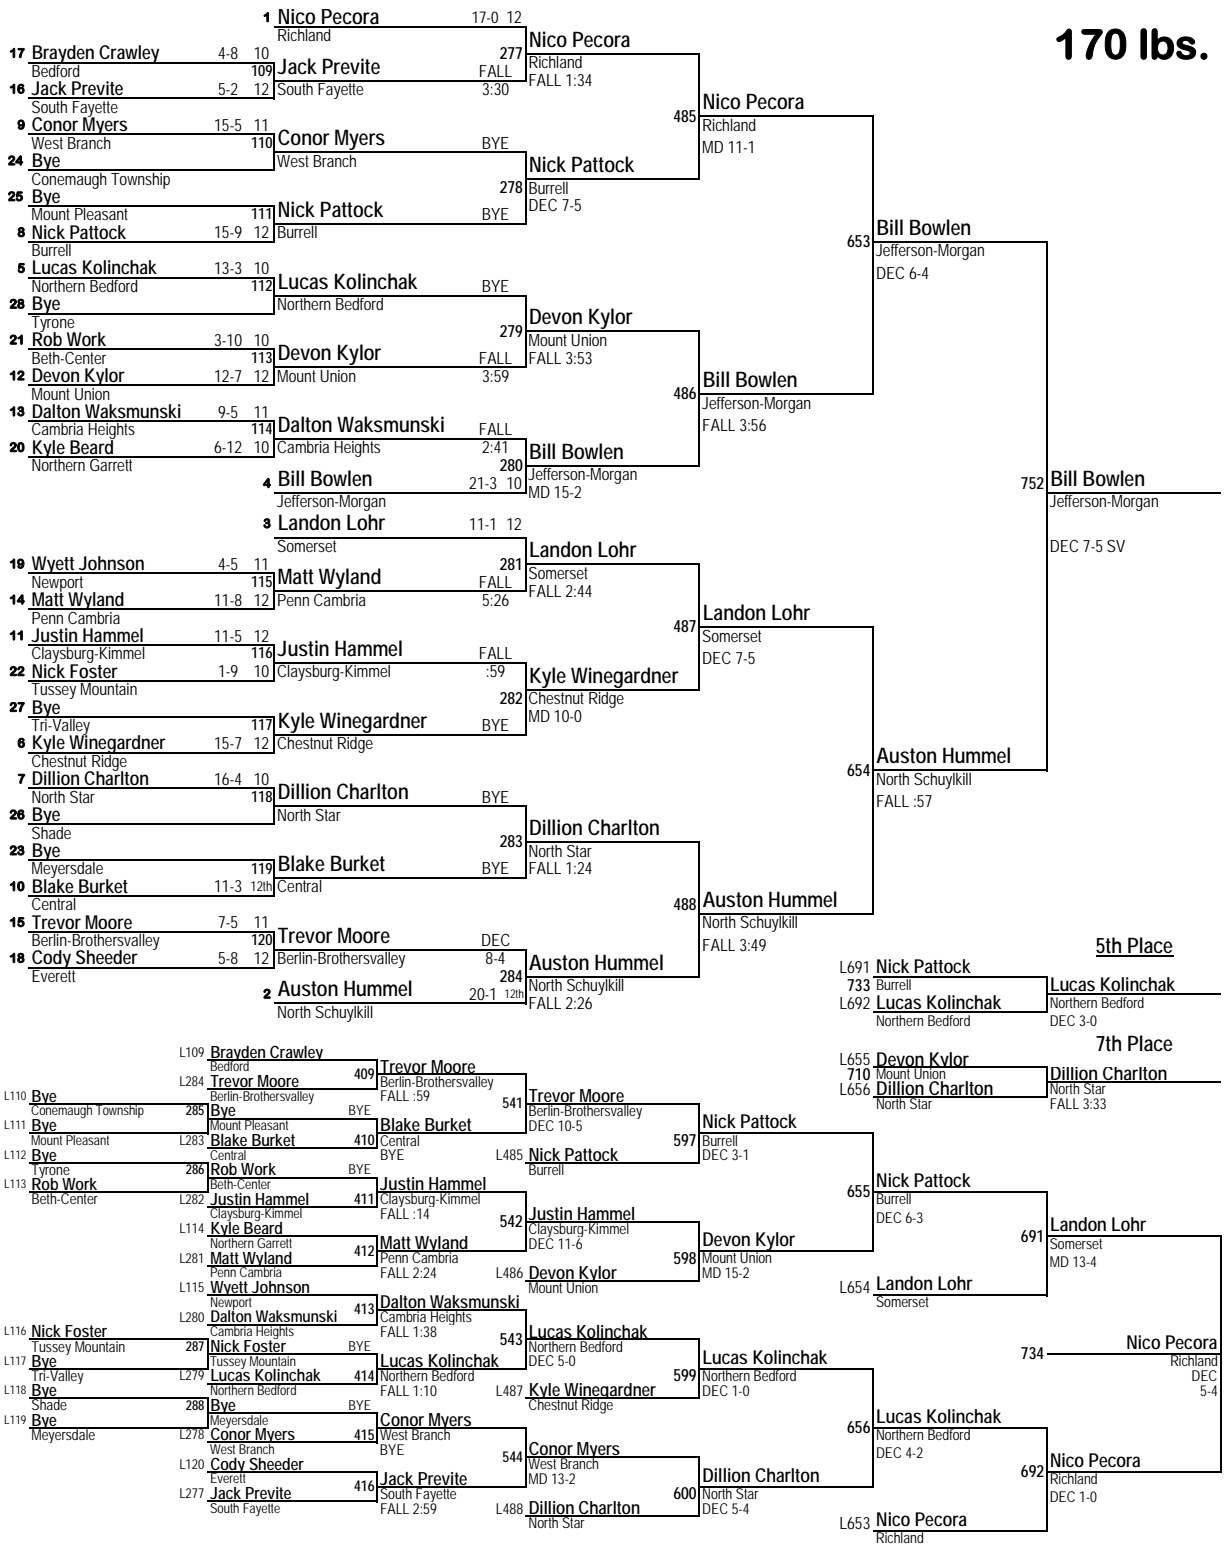 170 lbs.
1 Nico Pecora 17-0 12
Richland
17 Brayden Crawley 4-8 10
Bedford
109 Jack Previte FALL
South Fayette 3:30
16 Jack Previte 5-2 12
South Fayette
277 Nico Pecora
Richland
FALL 1:34
9 Conor Myers 15-5 11
West Branch
110 Conor Myers BYE
West Branch
24 Bye
Conemaugh Township
25 Bye
Mount Pleasant
111 Nick Pattock BYE
Burrell
8 Nick Pattock 15-9 12
Burrell
278 Nick Pattock
Burrell
DEC 7-5
485 Nico Pecora
Richland
MD 11-1
5 Lucas Kolinchak 13-3 10
Northern Bedford
112 Lucas Kolinchak BYE
Northern Bedford
28 Bye
Tyrone
21 Rob Work 3-10 10
Beth-Center
113 Devon Kylor FALL
Mount Union 3:59
12 Devon Kylor 12-7 12
Mount Union
279 Devon Kylor
Mount Union
FALL 3:53
13 Dalton Waksmunski 9-5 11
Cambria Heights
114 Dalton Waksmunski FALL
Cambria Heights 2:41
20 Kyle Beard 6-12 10
Northern Garrett
4 Bill Bowlen 21-3 10
Jefferson-Morgan
280 Bill Bowlen
Jefferson-Morgan
MD 15-2
486 Bill Bowlen
Jefferson-Morgan
FALL 3:56
653 Bill Bowlen
Jefferson-Morgan
DEC 6-4
752 Bill Bowlen
Jefferson-Morgan
DEC 7-5 SV
3 Landon Lohr 11-1 12
Somerset
19 Wyett Johnson 4-5 11
Newport
115 Matt Wyland FALL
Penn Cambria 5:26
14 Matt Wyland 11-8 12
Penn Cambria
281 Landon Lohr
Somerset
FALL 2:44
11 Justin Hammel 11-5 12
Claysburg-Kimmel
116 Justin Hammel FALL
Claysburg-Kimmel :59
22 Nick Foster 1-9 10
Tussey Mountain
27 Bye
Tri-Valley
117 Kyle Winegardner BYE
Chestnut Ridge
6 Kyle Winegardner 15-7 12
Chestnut Ridge
282 Kyle Winegardner
Chestnut Ridge
MD 10-0
487 Landon Lohr
Somerset
DEC 7-5
7 Dillion Charlton 16-4 10
North Star
118 Dillion Charlton BYE
North Star
26 Bye
Shade
23 Bye
Meyersdale
119 Blake Burket BYE
Central
10 Blake Burket 11-3 12th
Central
283 Dillion Charlton
North Star
FALL 1:24
15 Trevor Moore 7-5 11
Berlin-Brothersvalley
120 Trevor Moore DEC
Berlin-Brothersvalley 8-4
18 Cody Sheeder 5-8 12
Everett
2 Auston Hummel 20-1 12th
North Schuylkill
284 Auston Hummel
North Schuylkill
FALL 2:26
488 Auston Hummel
North Schuylkill
FALL 3:49
654 Auston Hummel
North Schuylkill
FALL :57
5th Place
L691 Nick Pattock
733 Burrell
L692 Lucas Kolinchak
Northern Bedford
Lucas Kolinchak
Northern Bedford
DEC 3-0
7th Place
L655 Devon Kylor
710 Mount Union
L656 Dillion Charlton
North Star
Dillion Charlton
North Star
FALL 3:33
L109 Brayden Crawley
Bedford
L284 Trevor Moore
Berlin-Brothersvalley
409 Trevor Moore
Berlin-Brothersvalley
FALL :59
L110 Bye
Conemaugh Township
L111 Bye
Mount Pleasant
285 Bye BYE
Mount Pleasant
L283 Blake Burket
Central
410 Blake Burket
Central
BYE
541 Trevor Moore
Berlin-Brothersvalley
DEC 10-5
L485 Nick Pattock
Burrell
597 Nick Pattock
Burrell
DEC 3-1
L112 Bye
Tyrone
L113 Rob Work
Beth-Center
286 Rob Work BYE
Beth-Center
L282 Justin Hammel
Claysburg-Kimmel
411 Justin Hammel
Claysburg-Kimmel
FALL :14
L114 Kyle Beard
Northern Garrett
L281 Matt Wyland
Penn Cambria
412 Matt Wyland
Penn Cambria
FALL 2:24
542 Justin Hammel
Claysburg-Kimmel
DEC 11-6
L486 Devon Kylor
Mount Union
598 Devon Kylor
Mount Union
MD 15-2
655 Nick Pattock
Burrell
DEC 6-3
L654 Landon Lohr
Somerset
691 Landon Lohr
Somerset
MD 13-4
L115 Wyett Johnson
Newport
L280 Dalton Waksmunski
Cambria Heights
413 Dalton Waksmunski
Cambria Heights
FALL 1:38
L116 Nick Foster
Tussey Mountain
L117 Bye
Tri-Valley
287 Nick Foster BYE
Tussey Mountain
L279 Lucas Kolinchak
Northern Bedford
414 Lucas Kolinchak
Northern Bedford
FALL 1:10
543 Lucas Kolinchak
Northern Bedford
DEC 5-0
L487 Kyle Winegardner
Chestnut Ridge
599 Lucas Kolinchak
Northern Bedford
DEC 1-0
L118 Bye
Shade
L119 Bye
Meyersdale
288 Bye BYE
Meyersdale
L278 Conor Myers
West Branch
415 Conor Myers
West Branch
BYE
L120 Cody Sheeder
Everett
L277 Jack Previte
South Fayette
416 Jack Previte
South Fayette
FALL 2:59
544 Conor Myers
West Branch
MD 13-2
L488 Dillion Charlton
North Star
600 Dillion Charlton
North Star
DEC 5-4
656 Lucas Kolinchak
Northern Bedford
DEC 4-2
L653 Nico Pecora
Richland
692 Nico Pecora
Richland
DEC 1-0
734 Nico Pecora
Richland
DEC
5-4